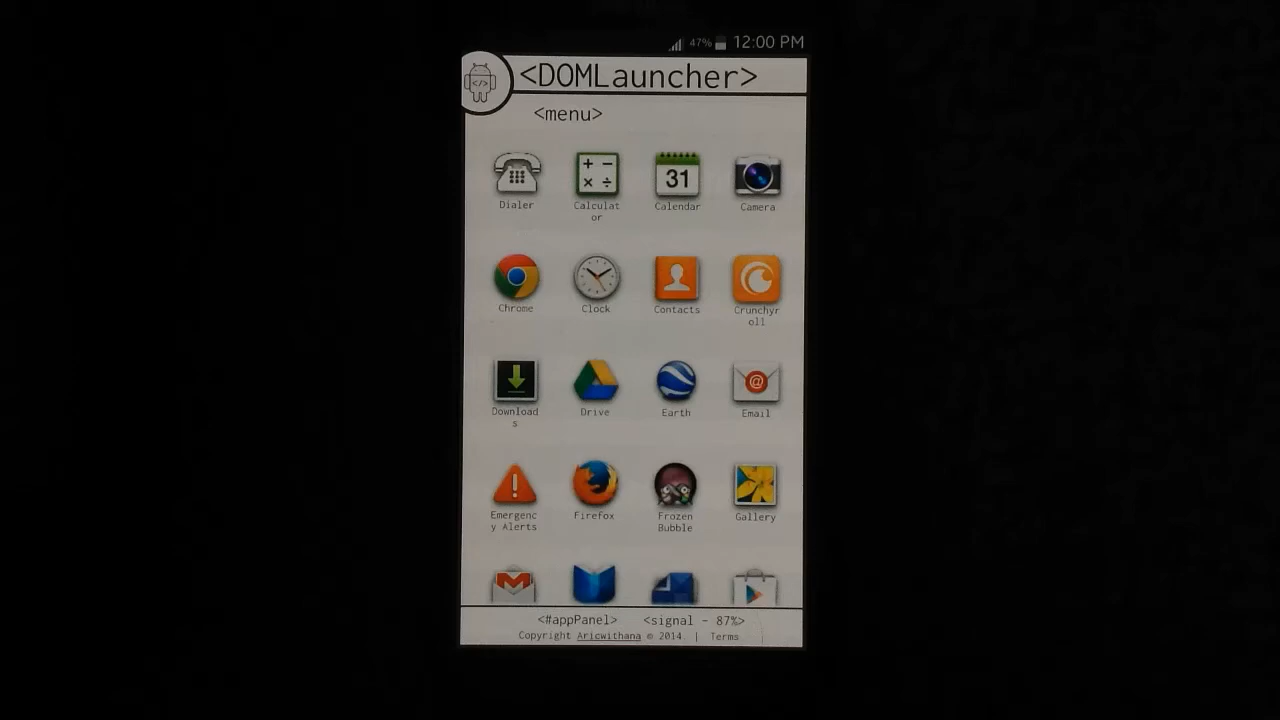 47% 12:00 PM
</>
<DOMLauncher>
<menu>
+ −
× ÷
31
Dialer Calculat Calendar Camera
or
Chrome Clock Contacts Crunchyr
oll
@
Download Drive Earth Email
s
!
Emergenc Firefox Frozen Gallery
y Alerts Bubble
M
<#appPanel> <signal - 87%>
Copyright Aricwithana © 2014 | Terms |